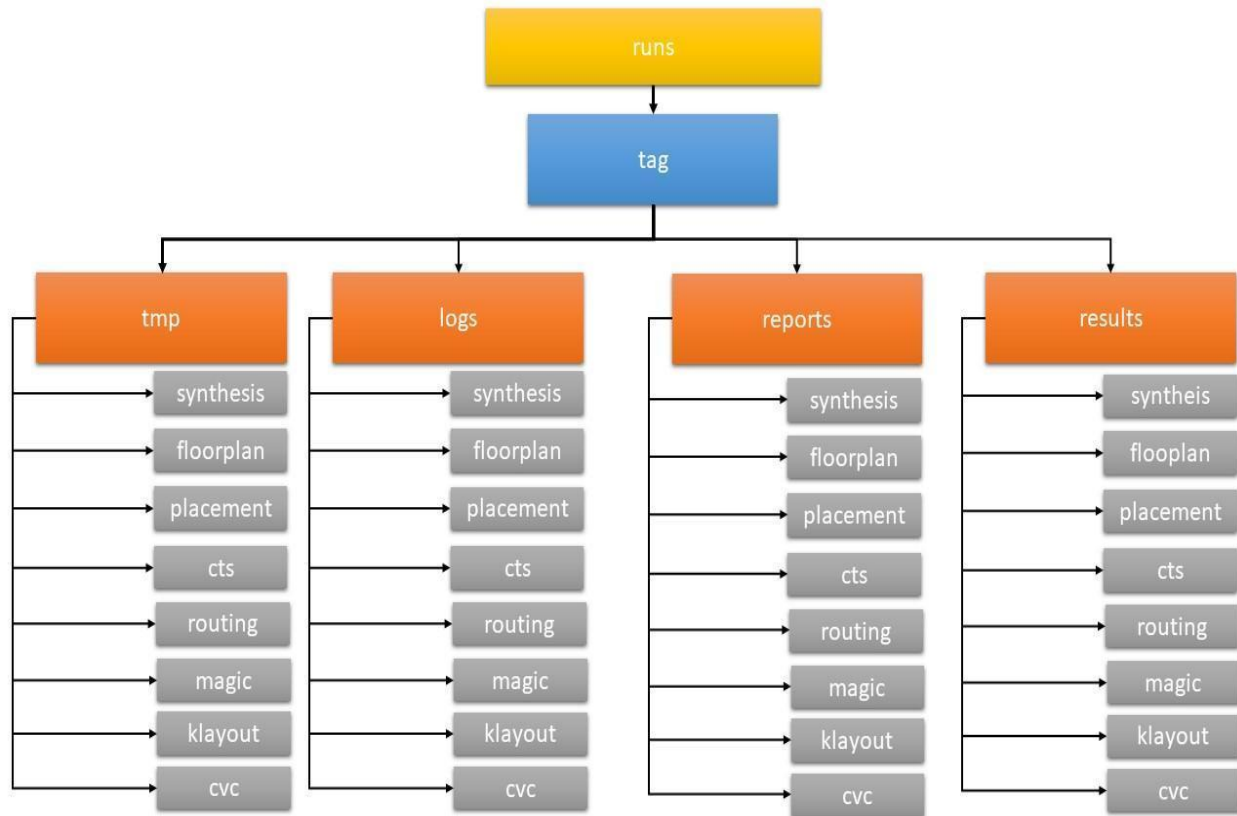 runs
tag
tmp
logs
reports
results
synthesis
floorplan
placement
cts
routing
magic
klayout
cvc
synthesis
floorplan
placement
cts
routing
magic
klayout
cvc
synthesis
floorplan
placement
cts
routing
magic
klayout
cvc
syntheis
flooplan
placement
cts
routing
magic
klayout
cvc